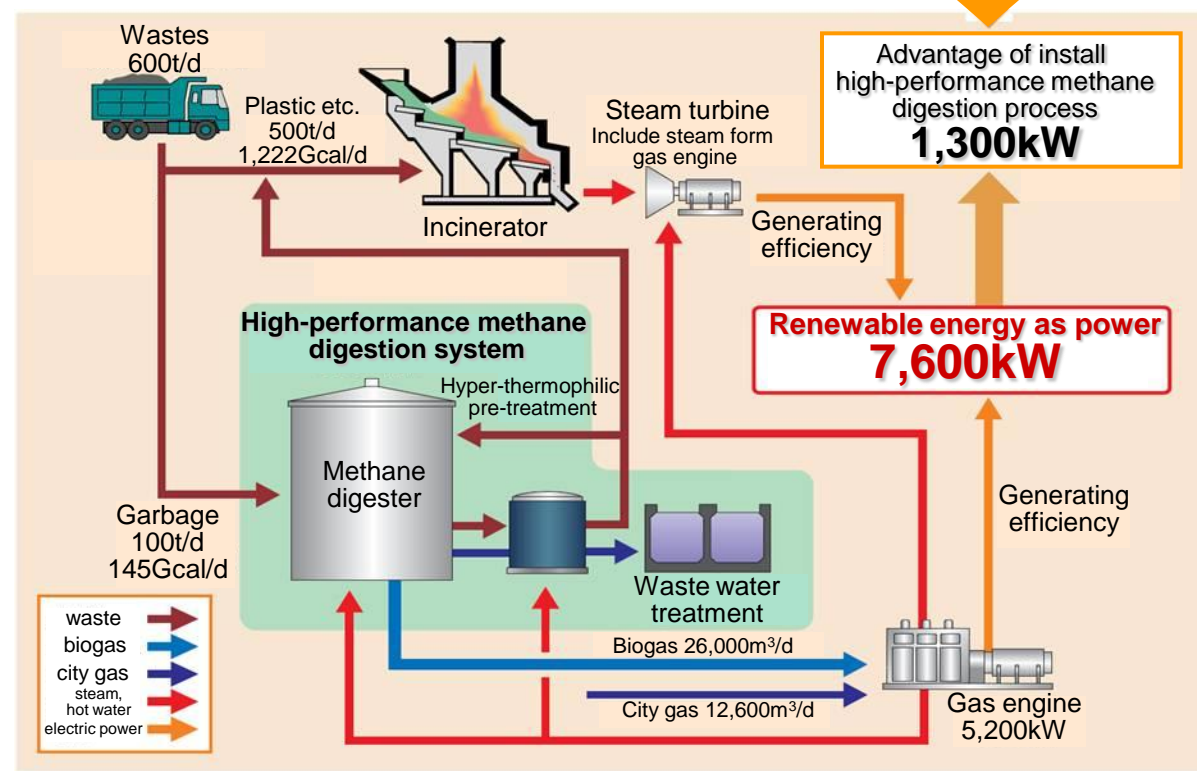 Wastes
600t/d
Plastic etc.
500t/d
1,222Gcal/d
Incinerator
Steam turbine
Include steam form
gas engine
Advantage of install
high-performance methane
digestion process
1,300kW
Generating
efficiency
Renewable energy as power
7,600kW
High-performance methane
digestion system
Hyper-thermophilic
pre-treatment
Methane
digester
Garbage
100t/d
145Gcal/d
Waste water
treatment
Generating
efficiency
Biogas 26,000m³/d
City gas 12,600m³/d
Gas engine
5,200kW
waste
biogas
city gas
steam,
hot water
electric power